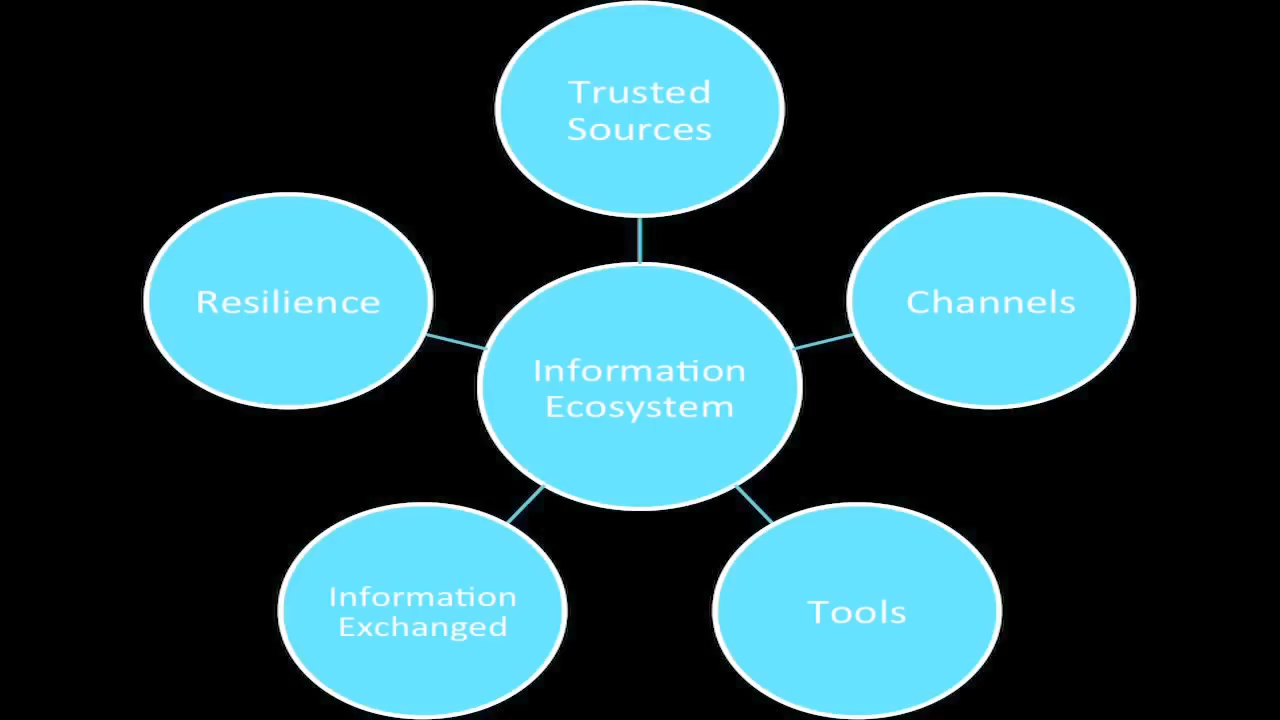 Trusted
Sources
Resilience
Channels
Information
Ecosystem
Information
Exchanged
Tools